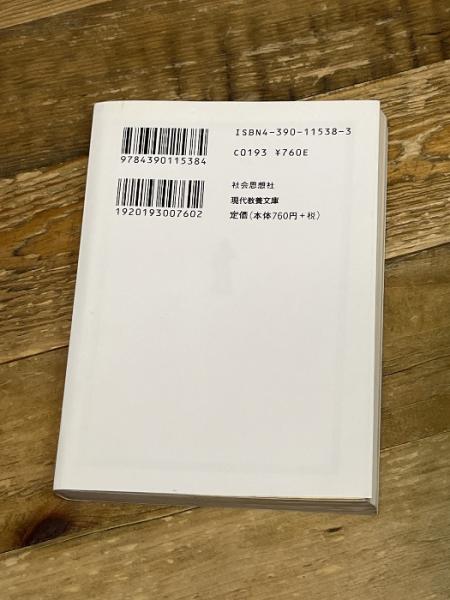 ISBN4-390-11538-3
9784390115384
C0193 ¥760E
社会思想社
現代教養文庫
1920193007602
定価(本体760円+税)